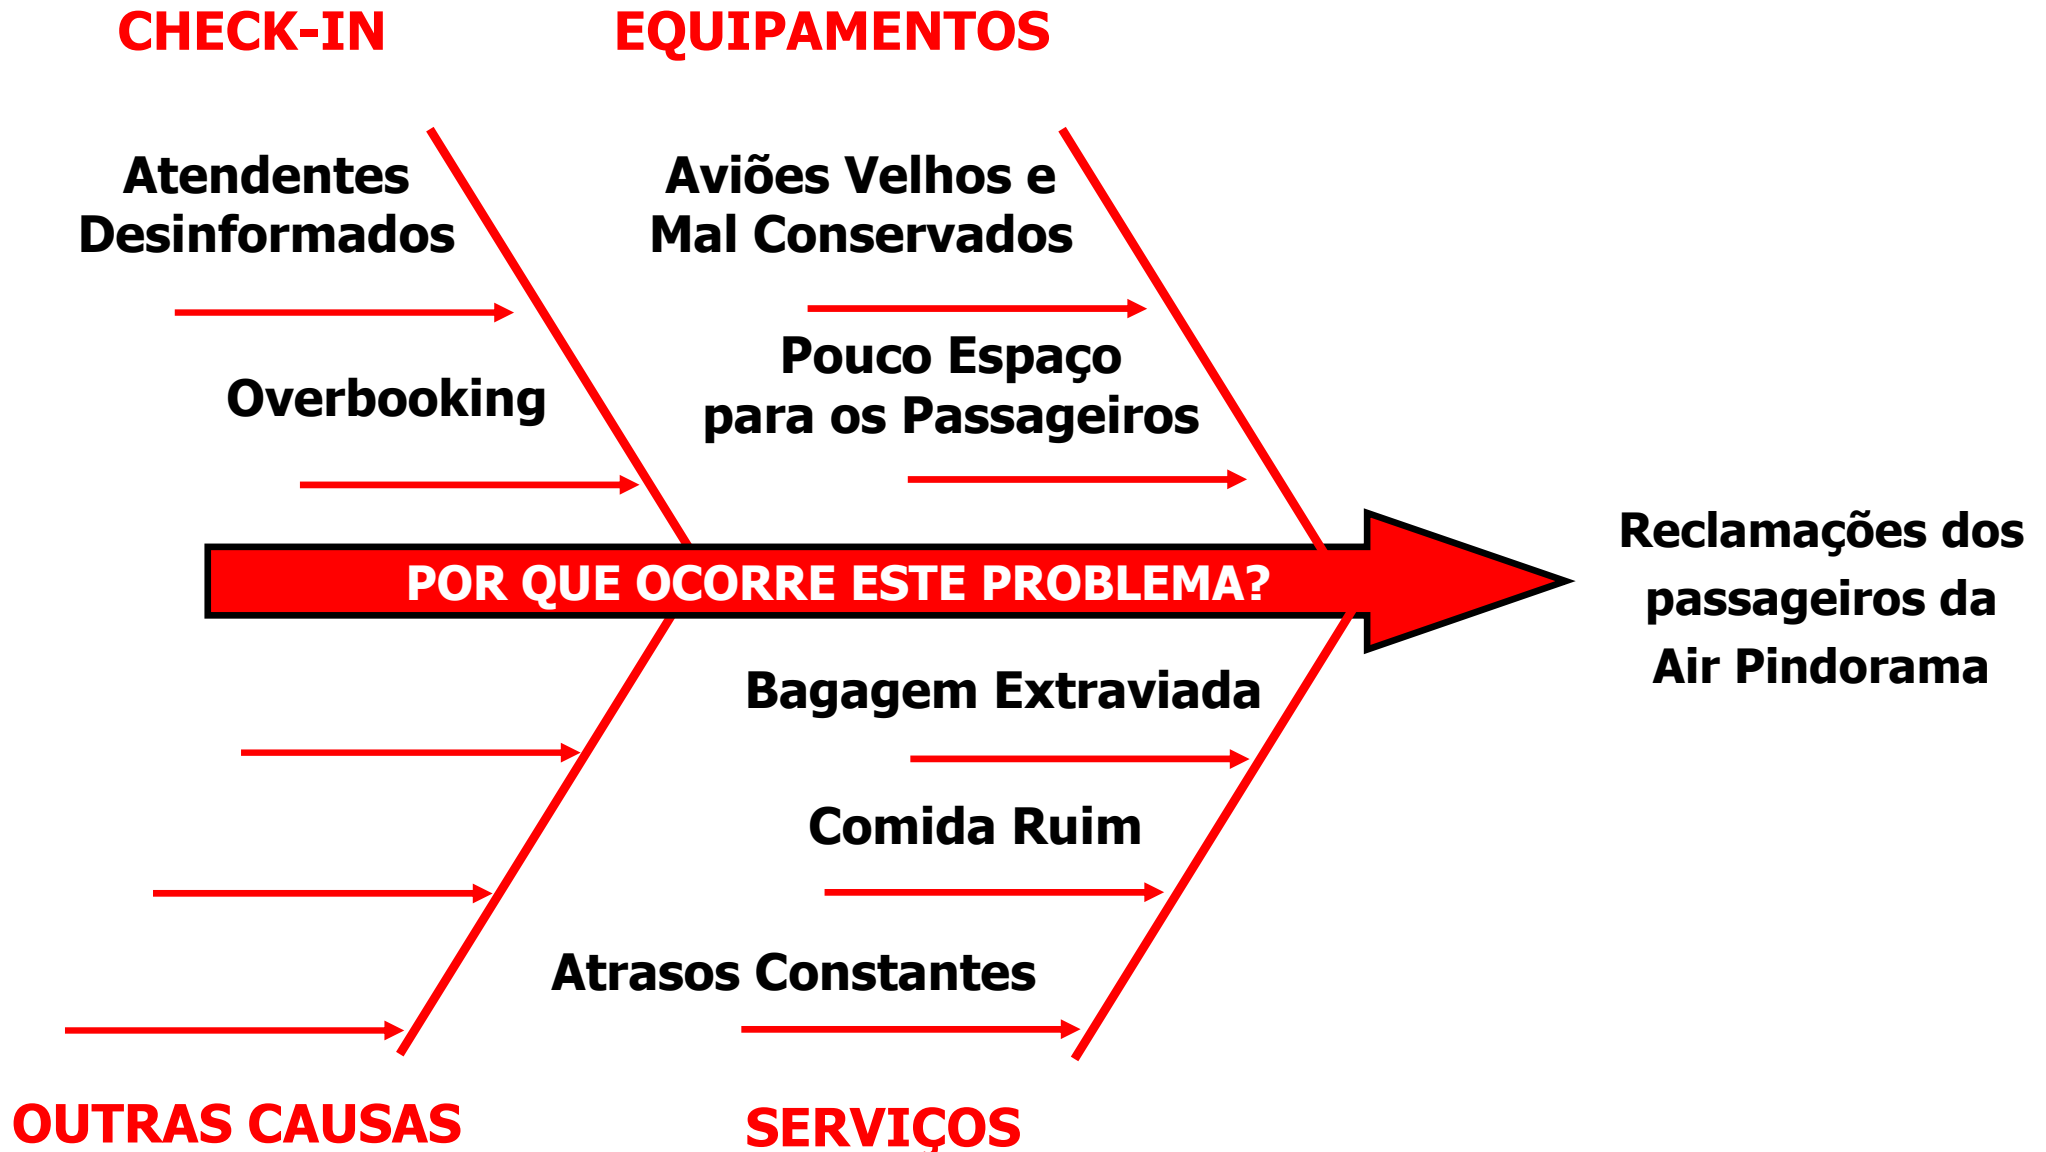 CHECK-IN
EQUIPAMENTOS
Atendentes
Desinformados
Aviões Velhos e
Mal Conservados
Overbooking
Pouco Espaço
para os Passageiros
POR QUE OCORRE ESTE PROBLEMA?
Reclamações dos
passageiros da
Air Pindorama
Bagagem Extraviada
Comida Ruim
Atrasos Constantes
OUTRAS CAUSAS
SERVIÇOS